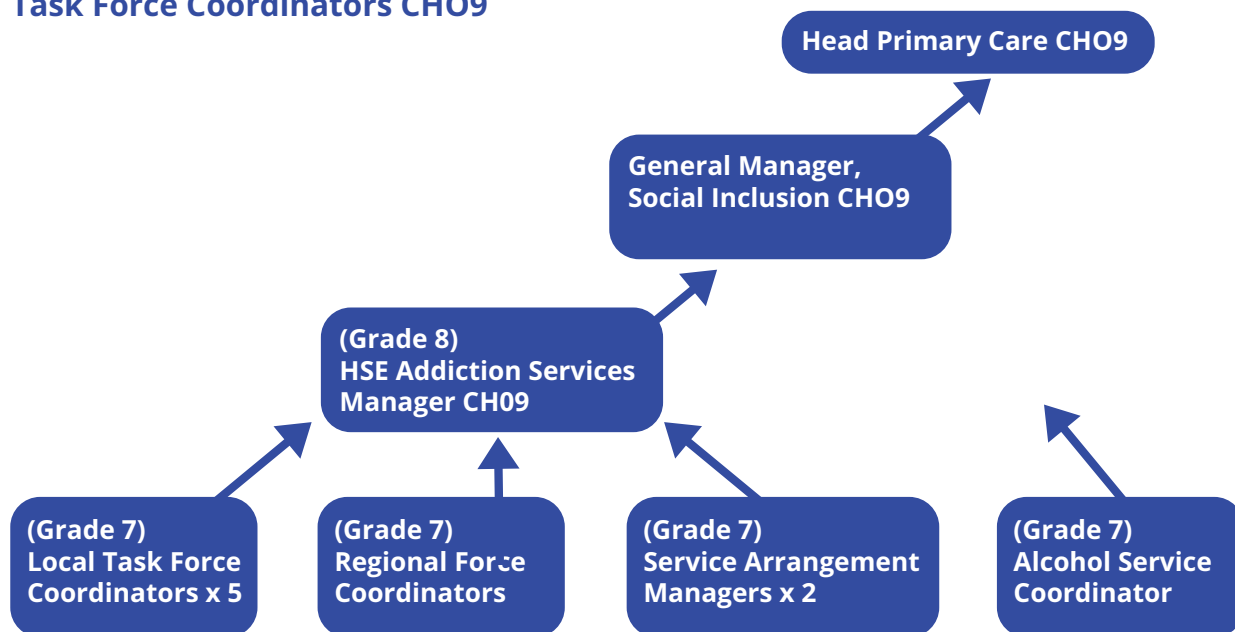 Task Force Coordinators CHO9
Head Primary Care CHO9
General Manager,
Social Inclusion CHO9
(Grade 8)
HSE Addiction Services
Manager CH09
(Grade 7)
Local Task Force
Coordinators x 5
(Grade 7)
Regional Force
Coordinators
(Grade 7)
Service Arrangement
Managers x 2
(Grade 7)
Alcohol Service
Coordinator